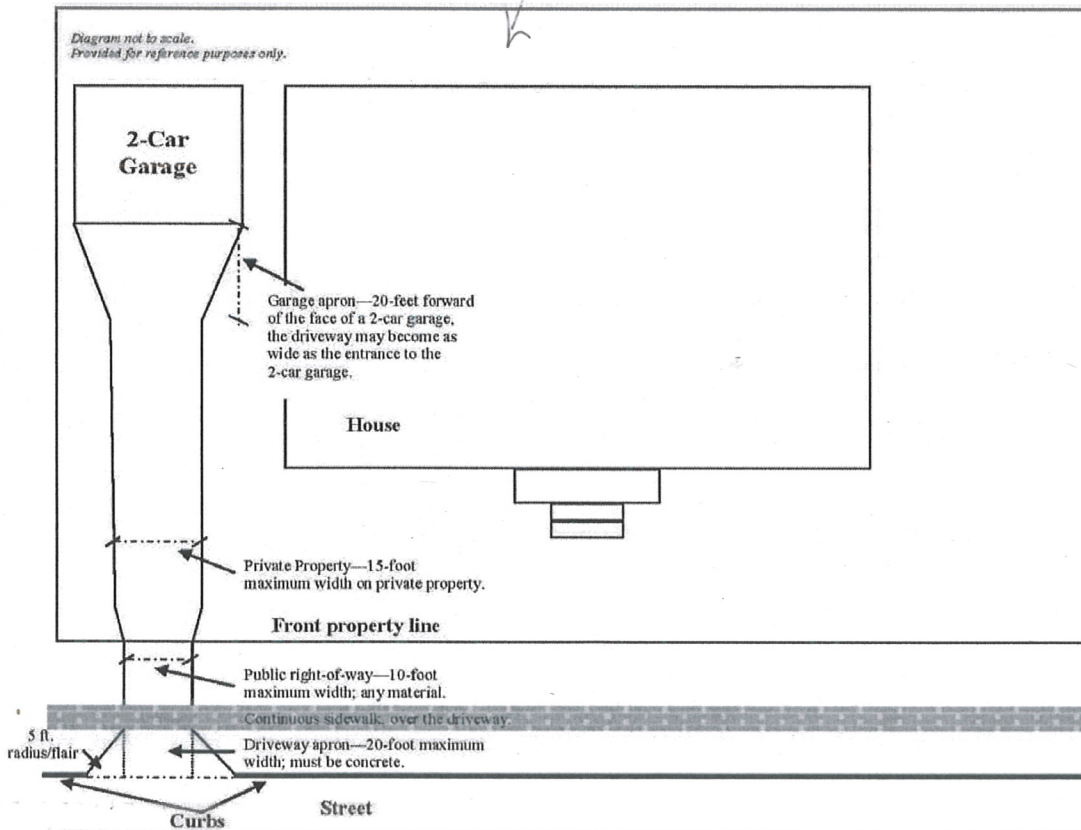 Diagram not to scale.
Provided for reference purposes only.
2-Car
Garage
Garage apron—20-feet forward
of the face of a 2-car garage,
the driveway may become as
wide as the entrance to the
2-car garage.
House
Private Property—15-foot
maximum width on private property.
Front property line
Public right-of-way—10-foot
maximum width; any material.
Continuous sidewalk, over the driveway.
5 ft.
radius/flair
Driveway apron—20-foot maximum
width; must be concrete.
Street
Curbs